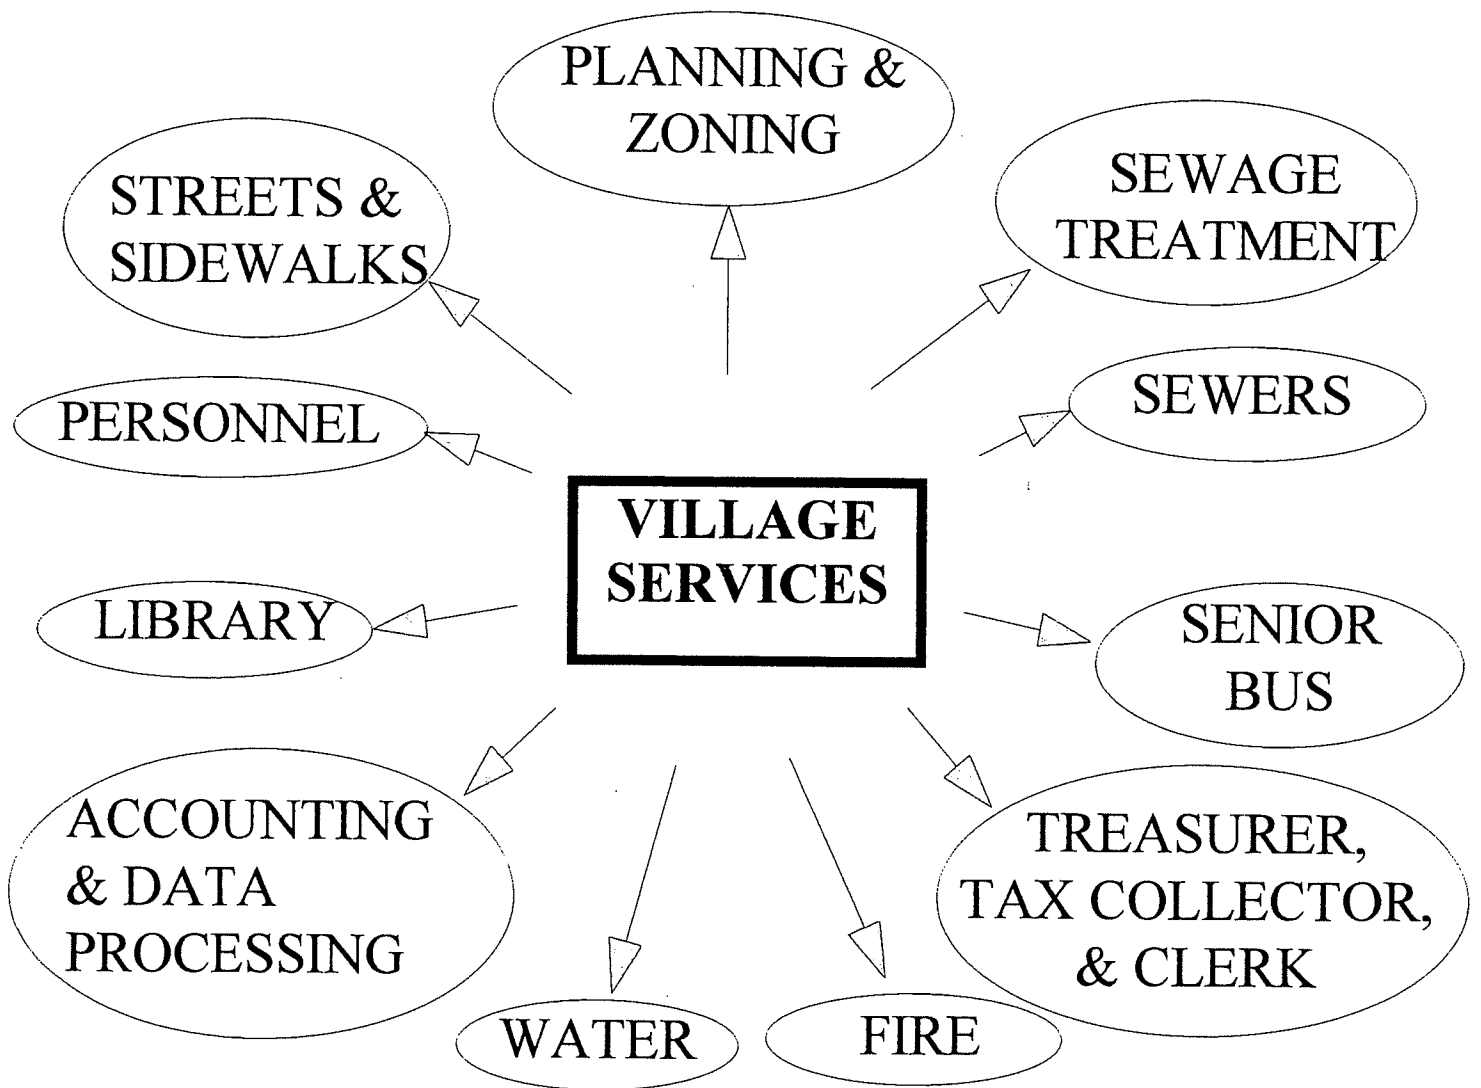 PLANNING &
ZONING
STREETS &
SIDEWALKS
SEWAGE
TREATMENT
PERSONNEL
SEWERS
VILLAGE
SERVICES
LIBRARY
SENIOR
BUS
ACCOUNTING
& DATA
PROCESSING
TREASURER,
TAX COLLECTOR,
& CLERK
WATER
FIRE